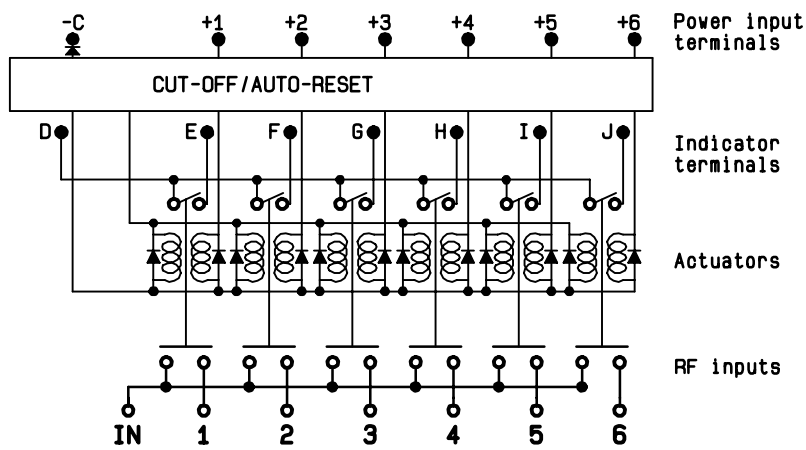 -C +1 +2 +3 +4 +5 +6 Power input
terminals
CUT-OFF/AUTO-RESET
D E F G H I J Indicator
terminals
Actuators
RF inputs
IN 1 2 3 4 5 6